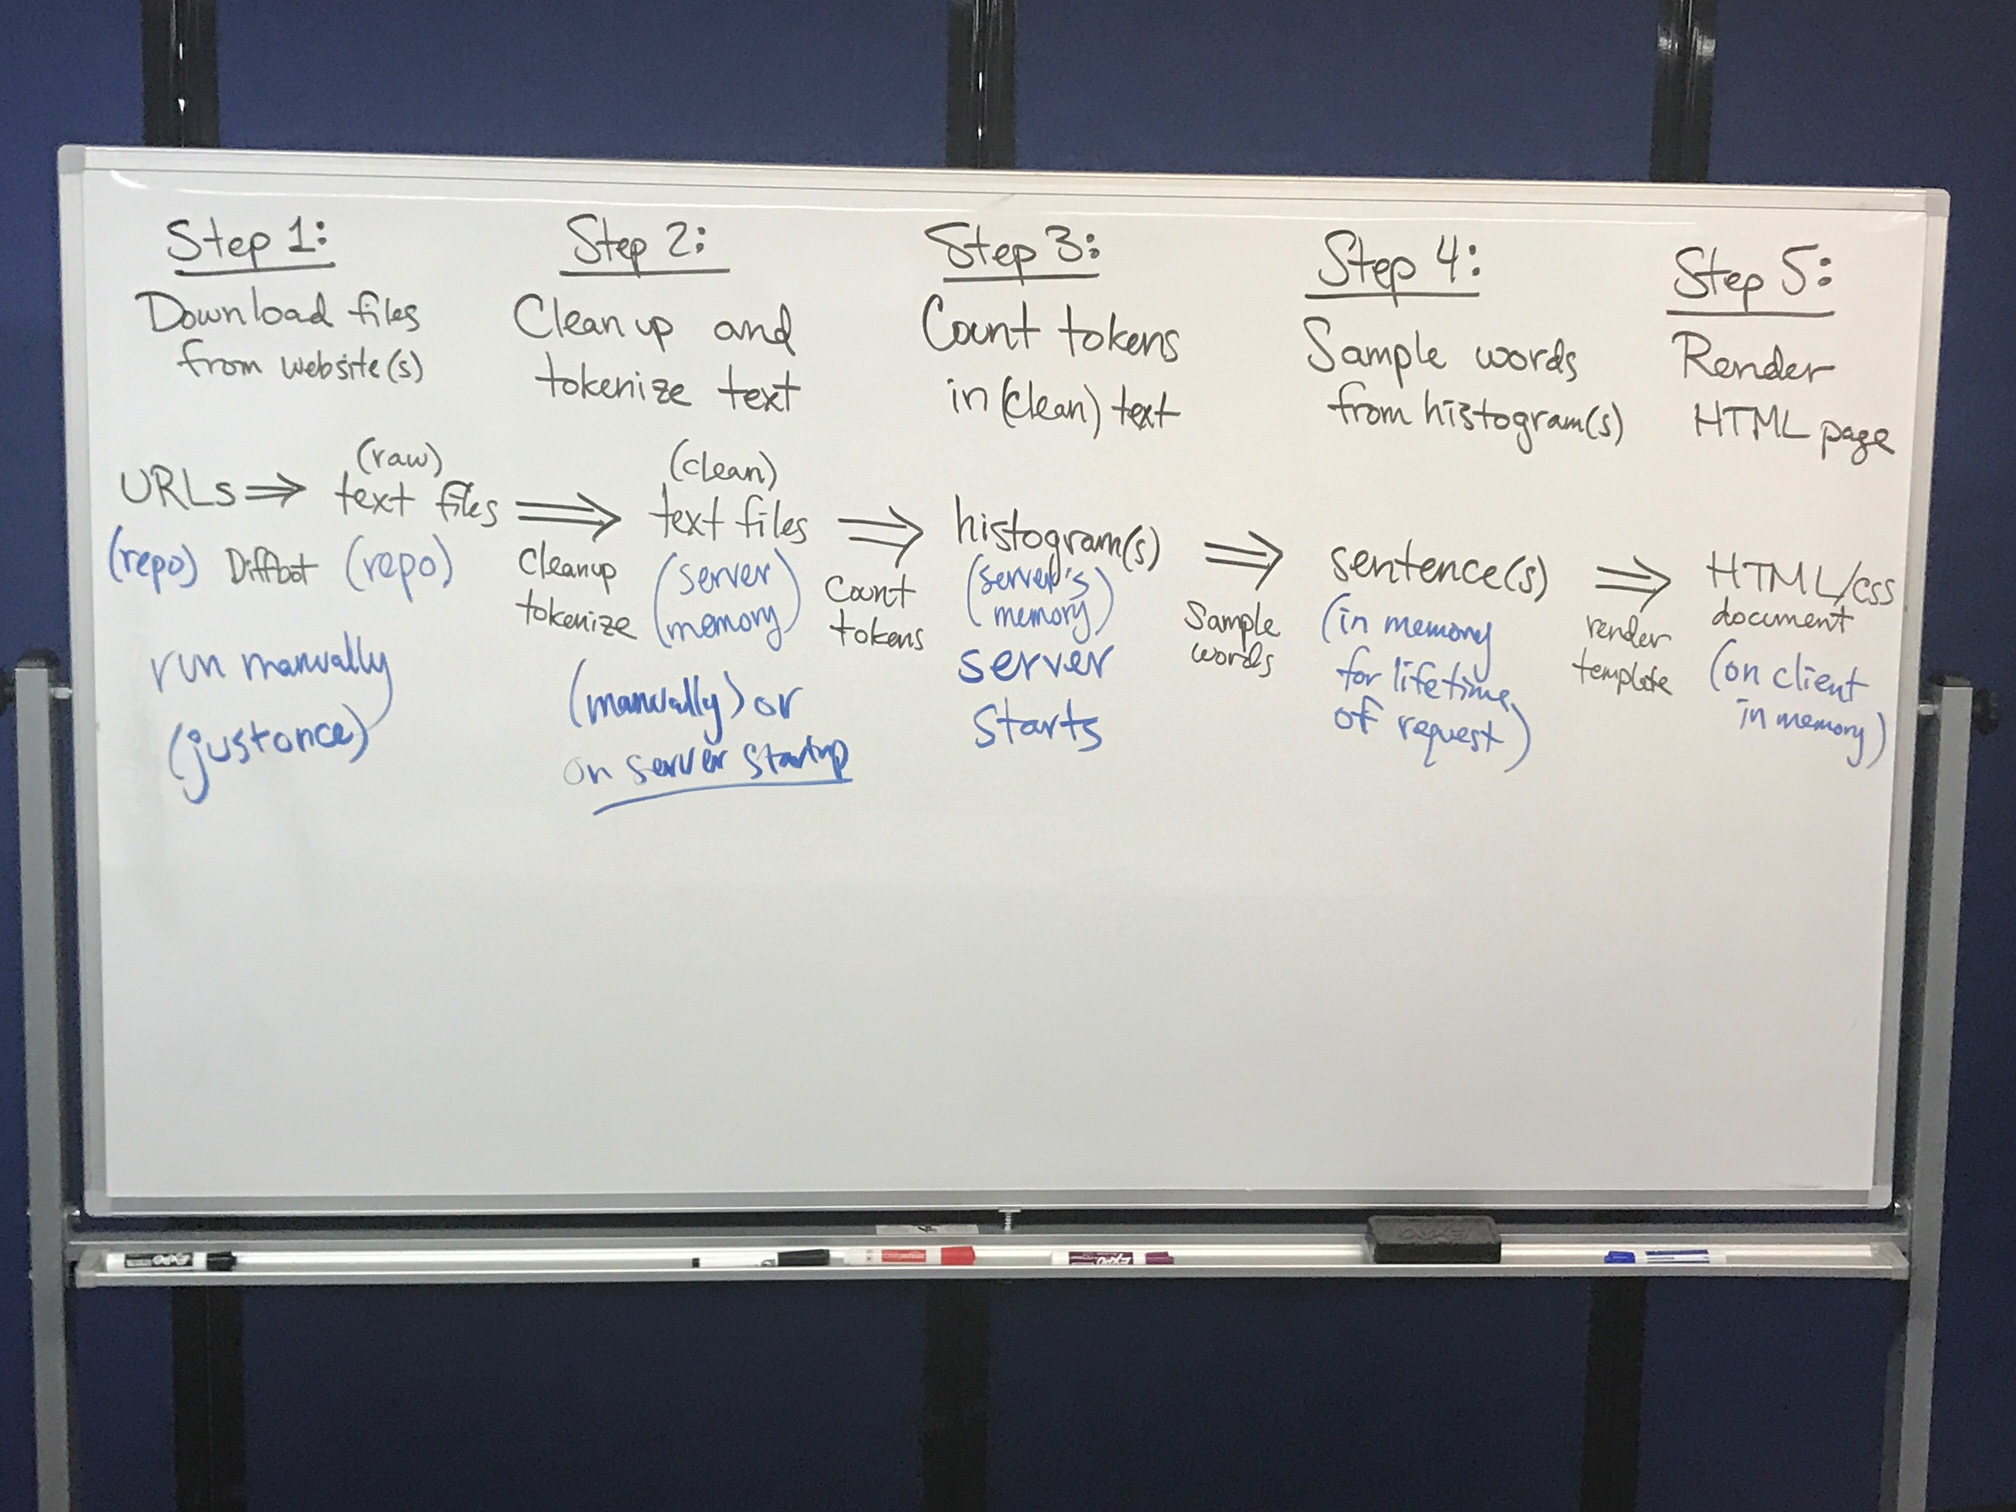 Step 1:
Download files
from website(s)
Step 2:
Clean up and
tokenize text
Step 3:
Count tokens
in (clean) text
Step 4:
Sample words
from histogram(s)
Step 5:
Render
HTML page
URLs ⇒ (raw)
text files
(repo) Diffbot (repo)
run manually
(just once)
⇒
cleanup
tokenize
(clean)
text files
(server
memory)
(manually) or
on server startup
⇒
Count
tokens
histogram(s)
(server's
memory)
server
starts
⇒
Sample
words
sentence(s)
(in memory
for lifetime
of request)
⇒
render
template
HTML/CSS
document
(on client
in memory)
EXPO
EXPO